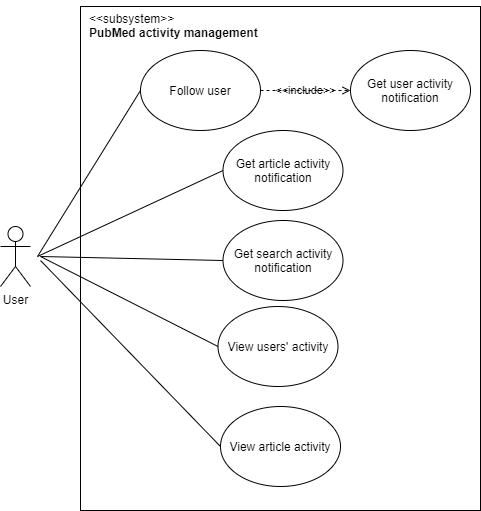 <<subsystem>>
PubMed activity management
Follow user
<<include>>
Get user activity
notification
Get article activity
notification
Get search activity
notification
User
View users' activity
View article activity